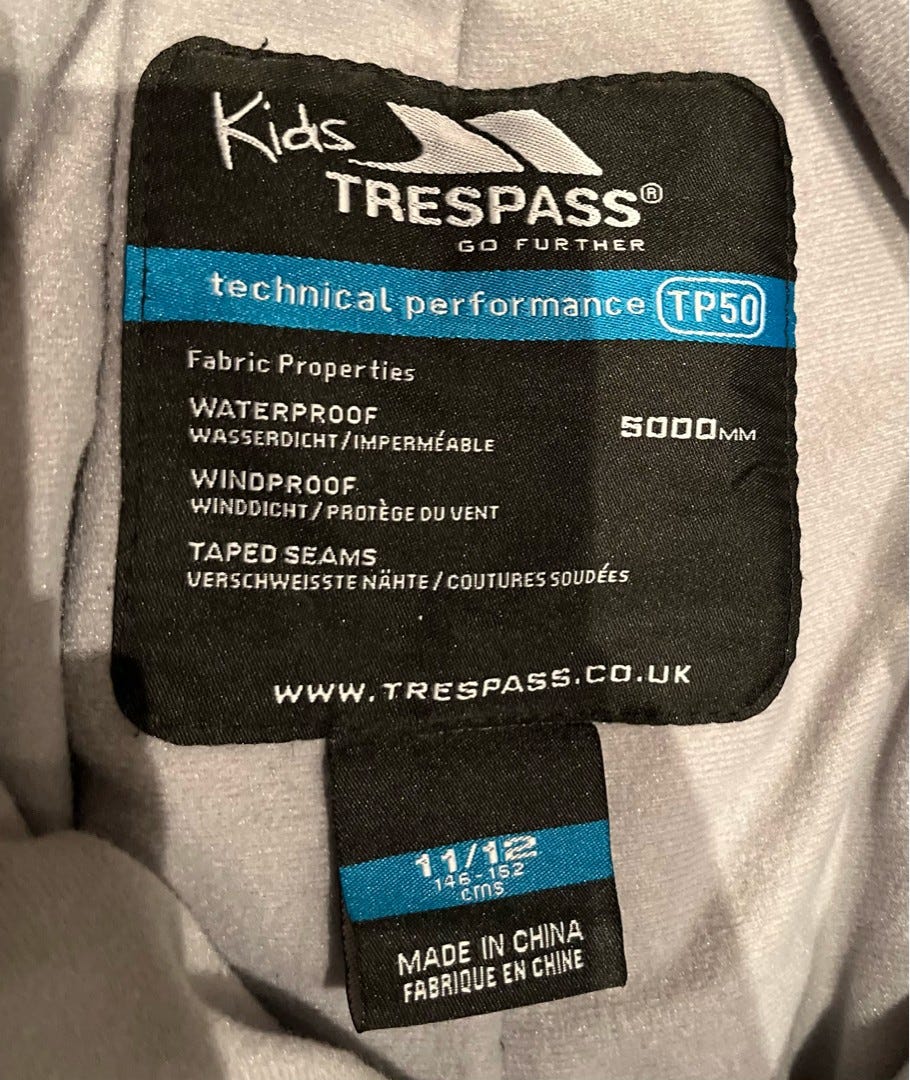 Kids
TRESPASS®
GO FURTHER
technical performance TP50
Fabric Properties
WATERPROOF 5000MM
WASSERDICHT/IMPERMÉABLE
WINDPROOF
WINDDICHT/PROTÈGE DU VENT
TAPED SEAMS
VERSCHWEISSTE NÄHTE/COUTURES SOUDÉES
WWW.TRESPASS.CO.UK
11/12
146-152
cms
MADE IN CHINA
FABRIQUE EN CHINE